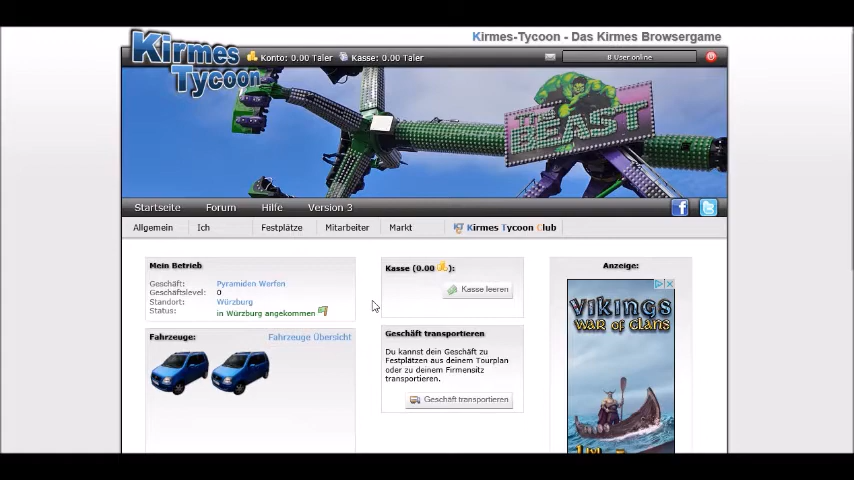 Kirmes-Tycoon - Das Kirmes Browsergame
Kirmes Tycoon
Konto: 0.00 Taler Kasse: 0.00 Taler
8 User online
THE BEAST
Startseite Forum Hilfe Version 3
Allgemein Ich Festplätze Mitarbeiter Markt Kirmes Tycoon Club
Mein Betrieb
Geschäft: Pyramiden Werfen
Geschäftslevel: 0
Standort: Würzburg
Status: in Würzburg angekommen
Fahrzeuge: Fahrzeuge Übersicht
Kasse (0.00 ):
Kasse leeren
Geschäft transportieren
Du kannst dein Geschäft zu
Festplätzen aus deinem Tourplan
oder zu deinem Firmensitz
transportieren.
Geschäft transportieren
Anzeige:
VIKINGS
WAR OF CLANS